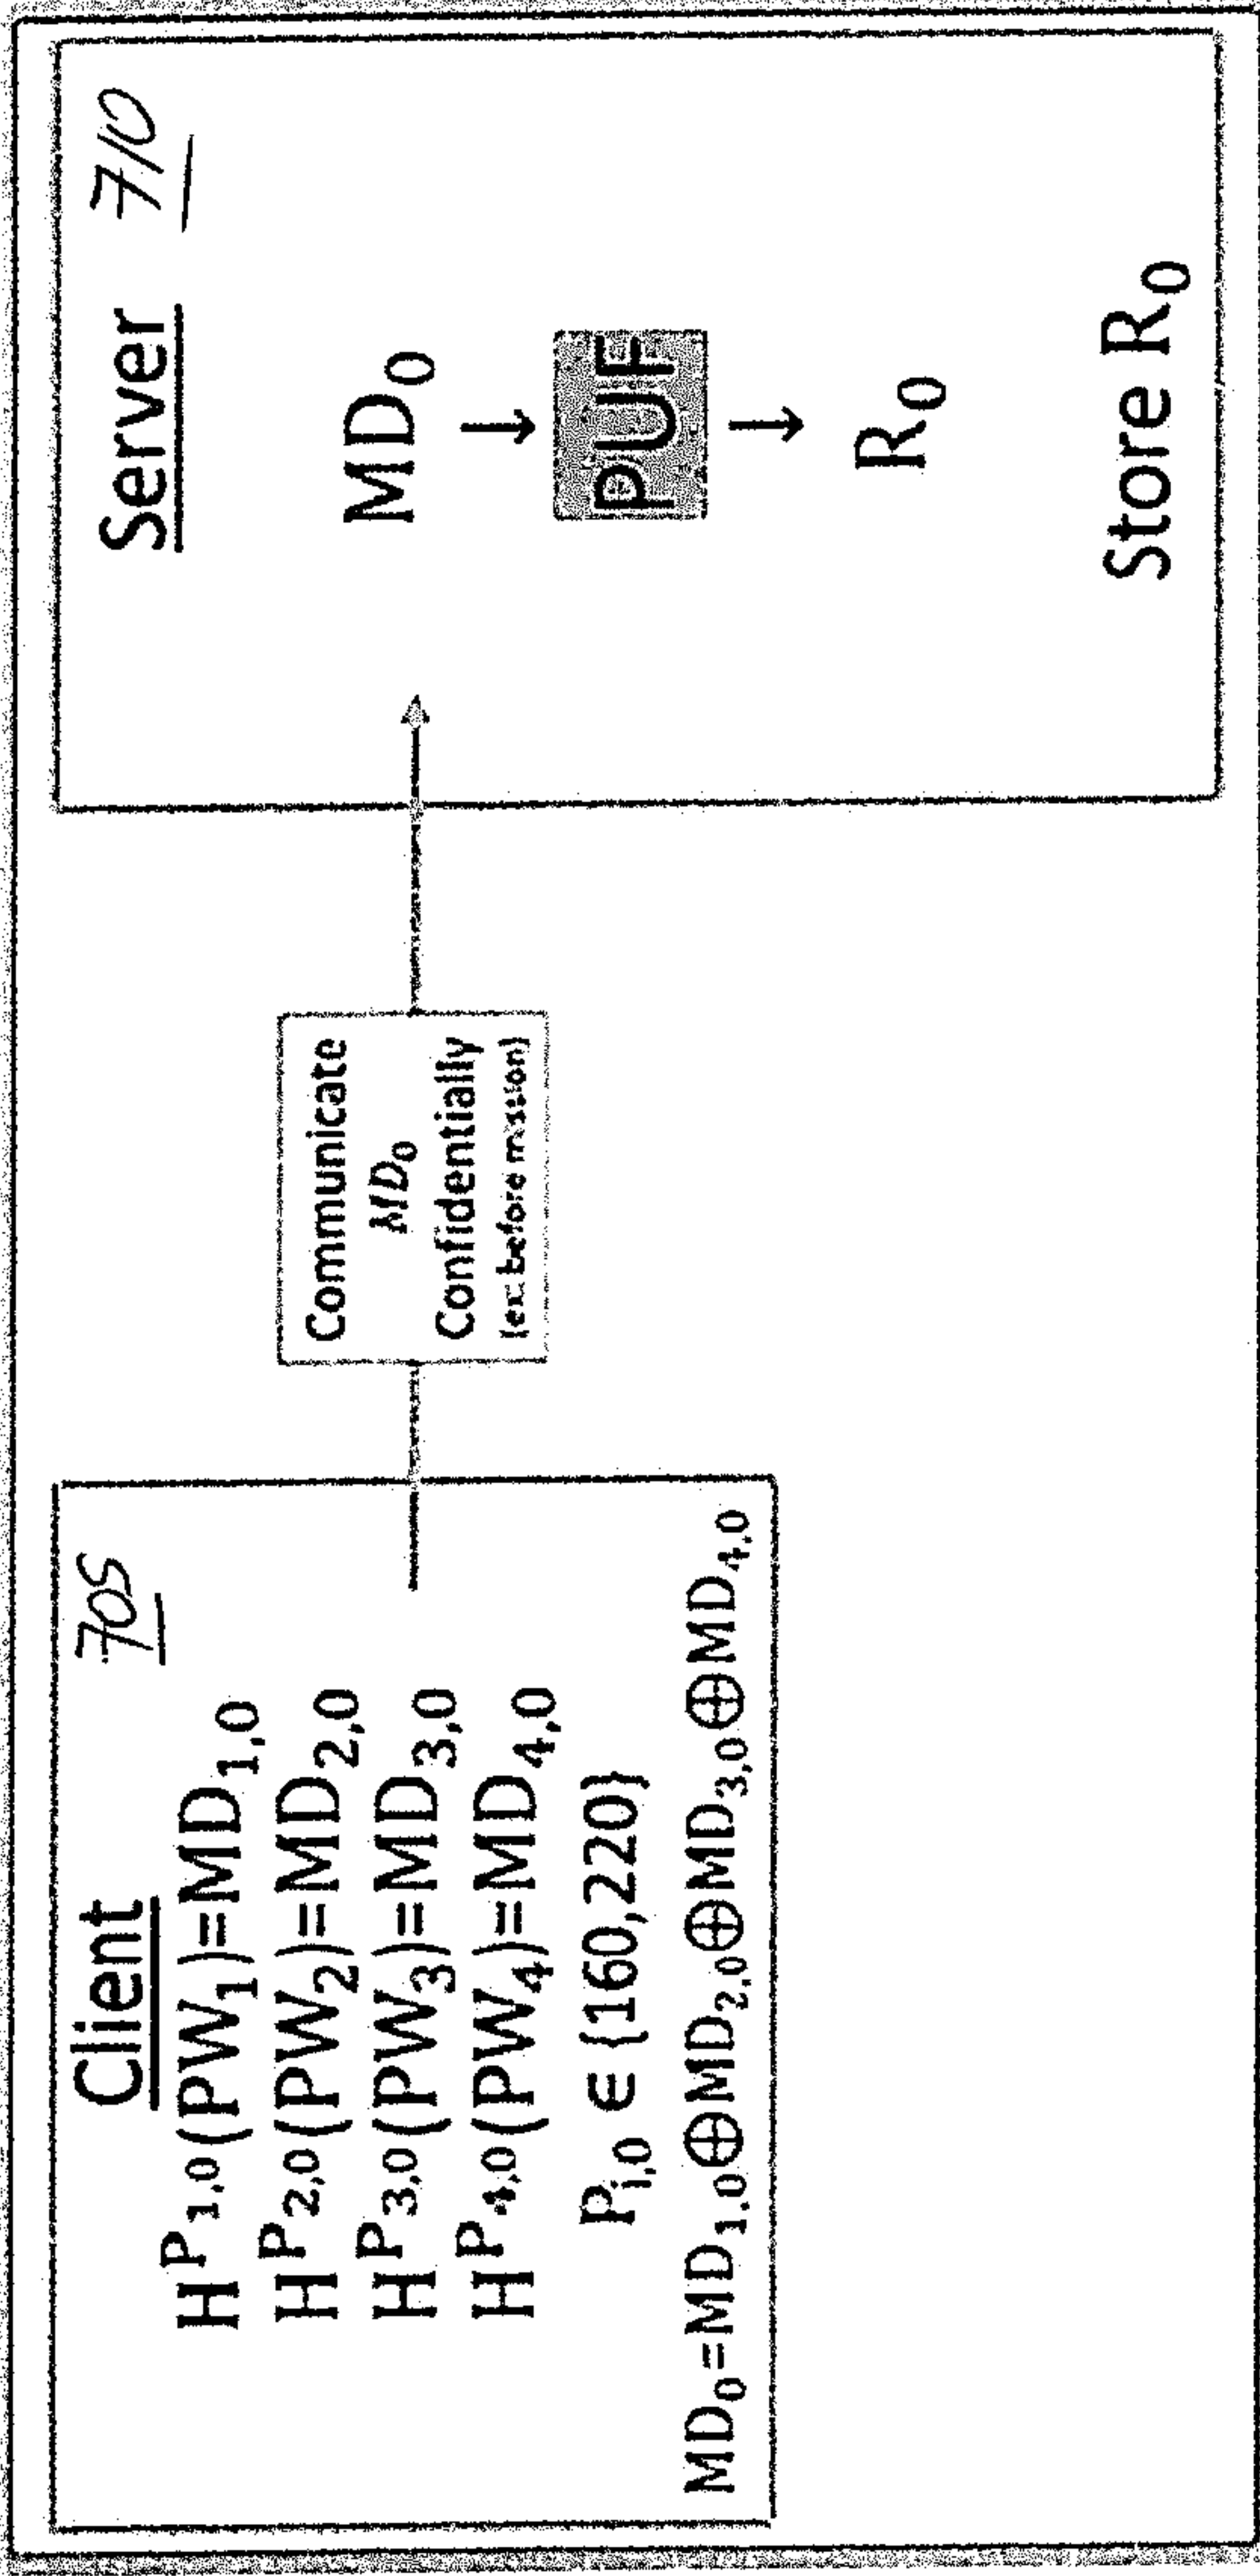 Client 705
H^P₁,₀(PW₁)=MD₁,₀
H^P₂,₀(PW₂)=MD₂,₀
H^P₃,₀(PW₃)=MD₃,₀
H^P₄,₀(PW₄)=MD₄,₀
Pᵢ,₀ ∈ {160,220}
MD₀=MD₁,₀⊕MD₂,₀⊕MD₃,₀⊕MD₄,₀
Communicate
MD₀
Confidentially
(ex: before mission)
Server 710
MD₀
↓
PUF
↓
R₀
Store R₀